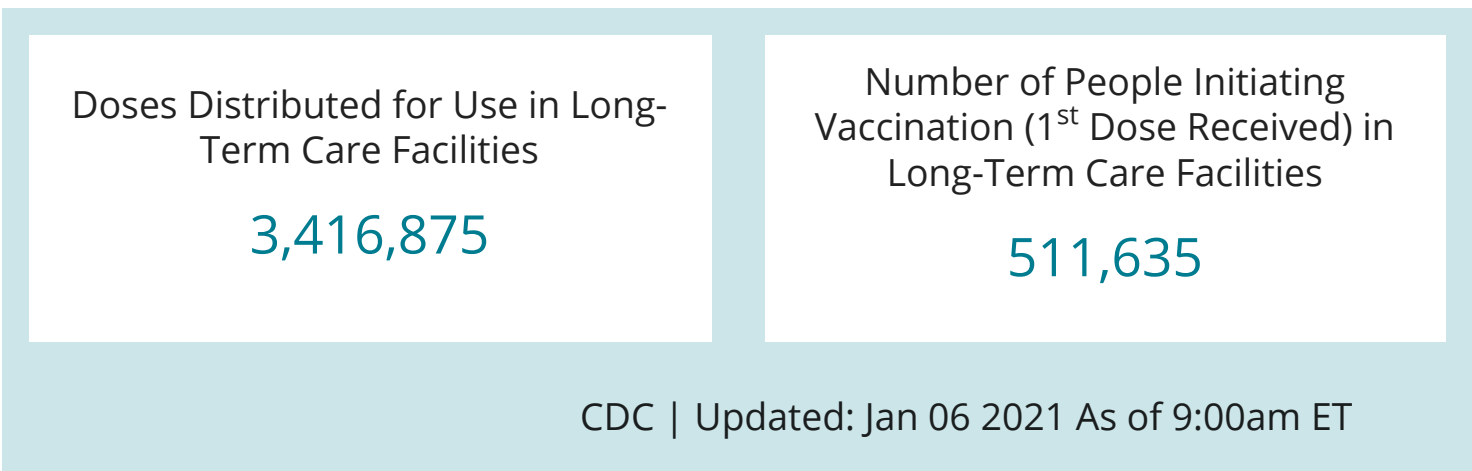 Doses Distributed for Use in Long-
Term Care Facilities
3,416,875
Number of People Initiating
Vaccination (1st Dose Received) in
Long-Term Care Facilities
511,635
CDC | Updated: Jan 06 2021 As of 9:00am ET